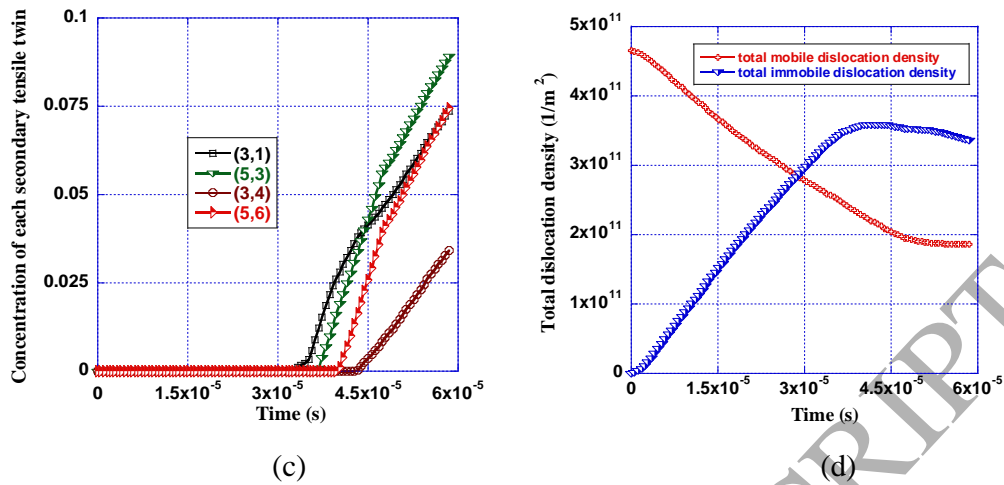 Concentration of each secondary tensile twin
0.1
0.075
0.05
0.025
0
(3,1)
(5,3)
(3,4)
(5,6)
0
1.5x10⁻⁵
3x10⁻⁵
4.5x10⁻⁵
6x10⁻⁵
Time (s)
(c)
Total dislocation density (1/m²)
5x10¹¹
4x10¹¹
3x10¹¹
2x10¹¹
1x10¹¹
0
total mobile dislocation density
total immobile dislocation density
0
1.5x10⁻⁵
3x10⁻⁵
4.5x10⁻⁵
6x10⁻⁵
Time (s)
(d)
RIPT